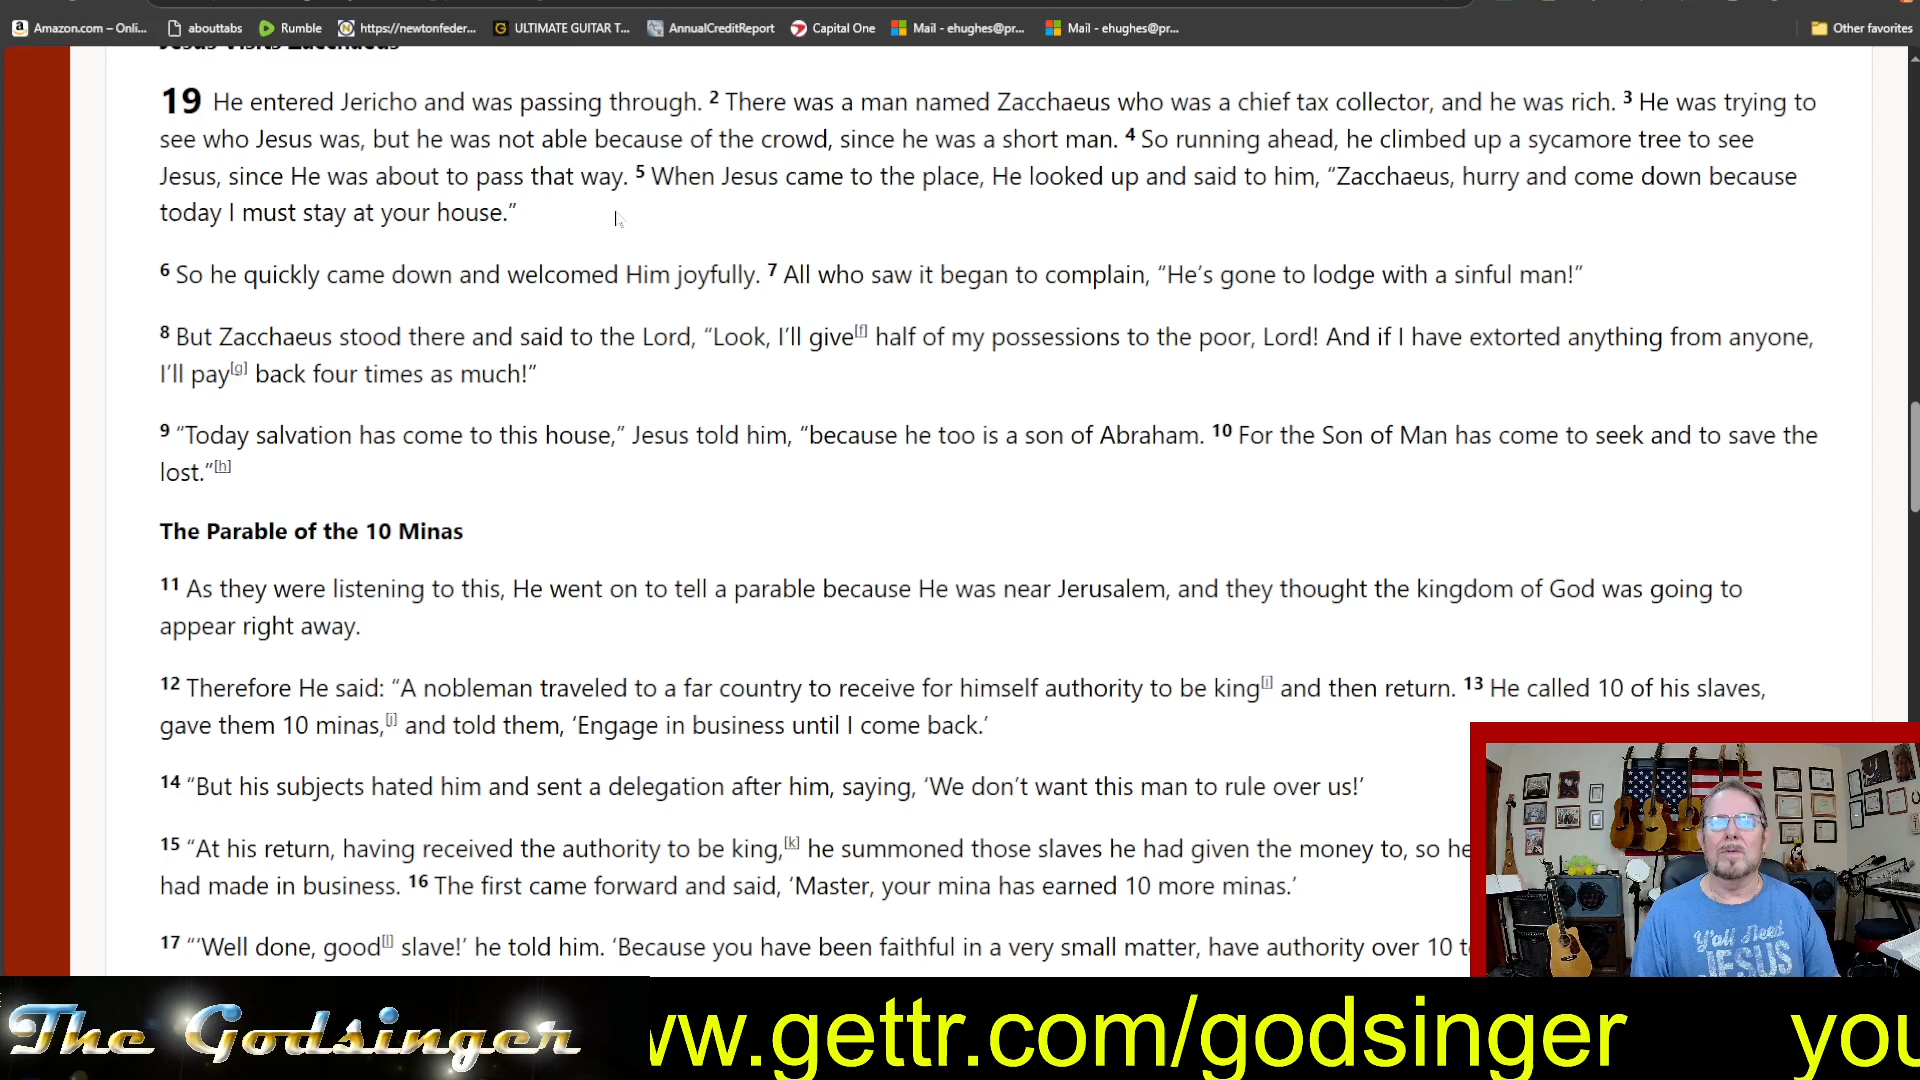 Amazon.com – Onli... abouttabs Rumble https://newtonfeder... ULTIMATE GUITAR T... AnnualCreditReport Capital One Mail - ehughes@pr... Mail - ehughes@pr... Other favorites
Jesus Visits Zacchaeus
19 He entered Jericho and was passing through. 2 There was a man named Zacchaeus who was a chief tax collector, and he was rich. 3 He was trying to
see who Jesus was, but he was not able because of the crowd, since he was a short man. 4 So running ahead, he climbed up a sycamore tree to see
Jesus, since He was about to pass that way. 5 When Jesus came to the place, He looked up and said to him, “Zacchaeus, hurry and come down because
today I must stay at your house.”
6 So he quickly came down and welcomed Him joyfully. 7 All who saw it began to complain, “He’s gone to lodge with a sinful man!”
8 But Zacchaeus stood there and said to the Lord, “Look, I’ll give[f] half of my possessions to the poor, Lord! And if I have extorted anything from anyone,
I’ll pay[g] back four times as much!”
9 “Today salvation has come to this house,” Jesus told him, “because he too is a son of Abraham. 10 For the Son of Man has come to seek and to save the
lost.”[h]
The Parable of the 10 Minas
11 As they were listening to this, He went on to tell a parable because He was near Jerusalem, and they thought the kingdom of God was going to
appear right away.
12 Therefore He said: “A nobleman traveled to a far country to receive for himself authority to be king[i] and then return. 13 He called 10 of his slaves,
gave them 10 minas,[j] and told them, ‘Engage in business until I come back.’
14 “But his subjects hated him and sent a delegation after him, saying, ‘We don’t want this man to rule over us!’
15 “At his return, having received the authority to be king,[k] he summoned those slaves he had given the money to, so he
had made in business. 16 The first came forward and said, ‘Master, your mina has earned 10 more minas.’
17 “‘Well done, good[l] slave!’ he told him. ‘Because you have been faithful in a very small matter, have authority over 10 t
Y'all Need
JESUS
The Godsinger
ww.gettr.com/godsinger you